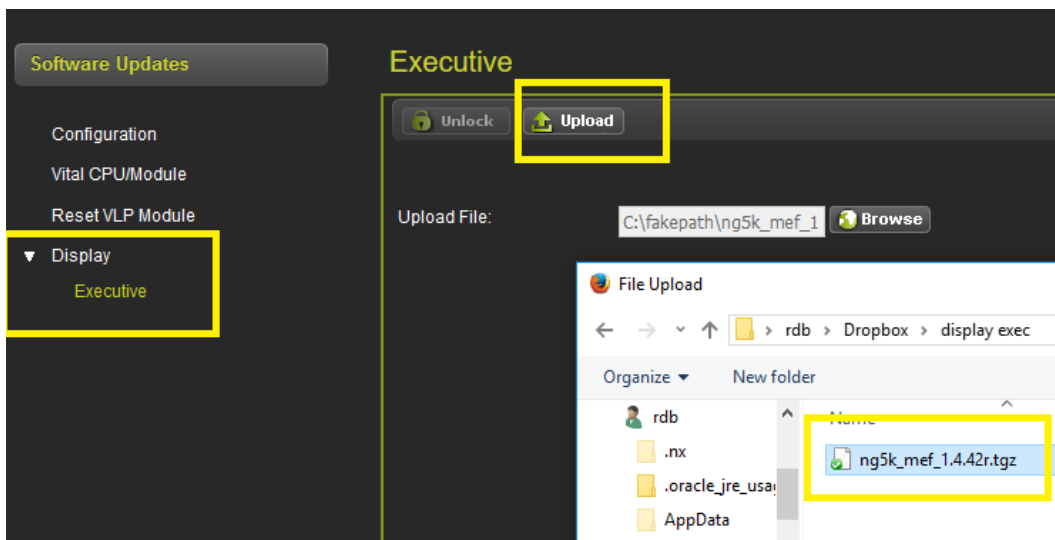 Software Updates
Configuration
Vital CPU/Module
Reset VLP Module
Display
Executive
Executive
Unlock
Upload
Upload File:
C:\fakepath\ng5k_mef_1
Browse
File Upload
rdb > Dropbox > display exec
Organize
New folder
rdb
.nx
.oracle_jre_usa
AppData
Name
ng5k_mef_1.4.42r.tgz